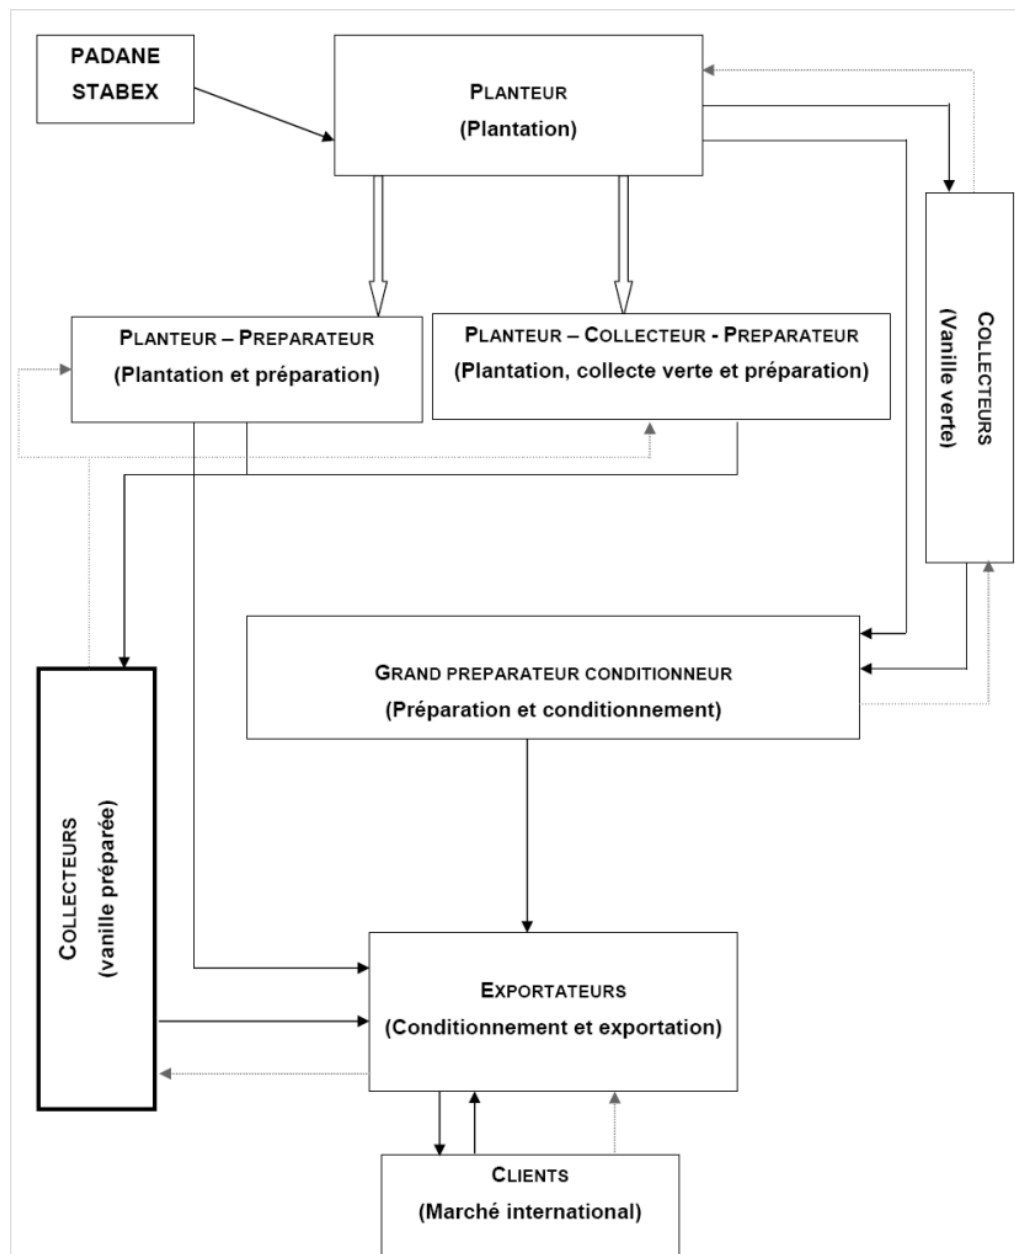 PADANE
STABEX
PLANTEUR
(Plantation)
PLANTEUR – PREPARATEUR
(Plantation et préparation)
PLANTEUR – COLLECTEUR - PREPARATEUR
(Plantation, collecte verte et préparation)
COLLECTEURS
(Vanille verte)
GRAND PREPARATEUR CONDITIONNEUR
(Préparation et conditionnement)
COLLECTEURS
(vanille préparée)
EXPORTATEURS
(Conditionnement et exportation)
CLIENTS
(Marché international)